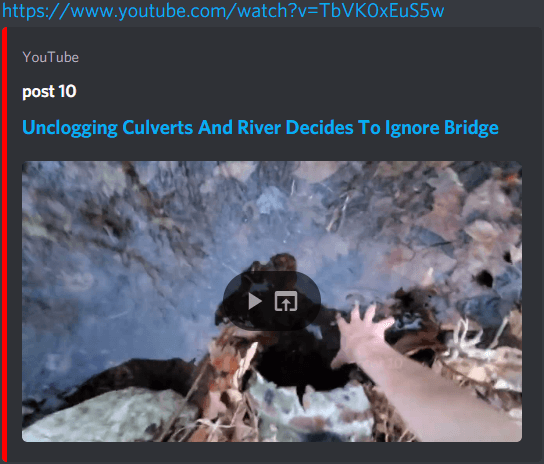 https://www.youtube.com/watch?v=TbVK0xEuS5w
YouTube
post 10
Unclogging Culverts And River Decides To Ignore Bridge